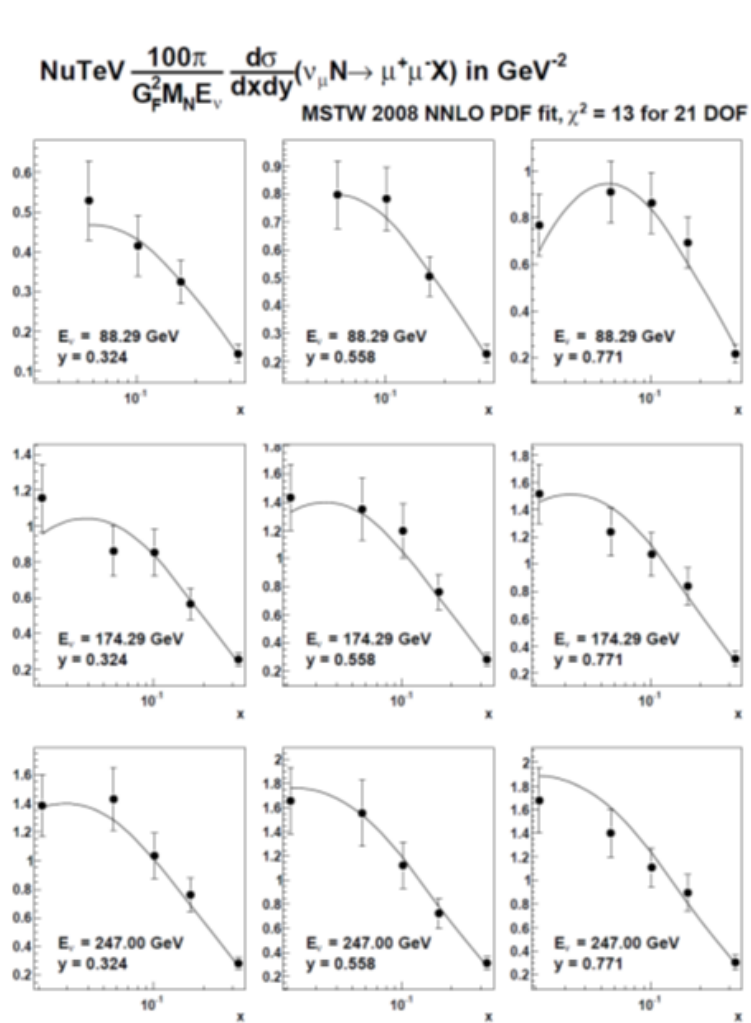 NuTeV 100π/(G_F^2 M_N E_ν) dσ/dxdy (ν_μ N → μ⁺μ⁻X) in GeV⁻²
MSTW 2008 NNLO PDF fit, χ² = 13 for 21 DOF
0.6
0.5
0.4
0.3
0.2
0.1
E_ν = 88.29 GeV
y = 0.324
10⁻¹
x
0.9
0.8
0.7
0.6
0.5
0.4
0.3
0.2
E_ν = 88.29 GeV
y = 0.558
10⁻¹
x
1
0.8
0.6
0.4
0.2
E_ν = 88.29 GeV
y = 0.771
10⁻¹
x
1.4
1.2
1
0.8
0.6
0.4
0.2
E_ν = 174.29 GeV
y = 0.324
10⁻¹
x
1.8
1.6
1.4
1.2
1
0.8
0.6
0.4
0.2
E_ν = 174.29 GeV
y = 0.558
10⁻¹
x
1.8
1.6
1.4
1.2
1
0.8
0.6
0.4
0.2
E_ν = 174.29 GeV
y = 0.771
10⁻¹
x
1.6
1.4
1.2
1
0.8
0.6
0.4
0.2
E_ν = 247.00 GeV
y = 0.324
10⁻¹
x
2
1.8
1.6
1.4
1.2
1
0.8
0.6
0.4
0.2
E_ν = 247.00 GeV
y = 0.558
10⁻¹
x
2
1.8
1.6
1.4
1.2
1
0.8
0.6
0.4
0.2
E_ν = 247.00 GeV
y = 0.771
10⁻¹
x